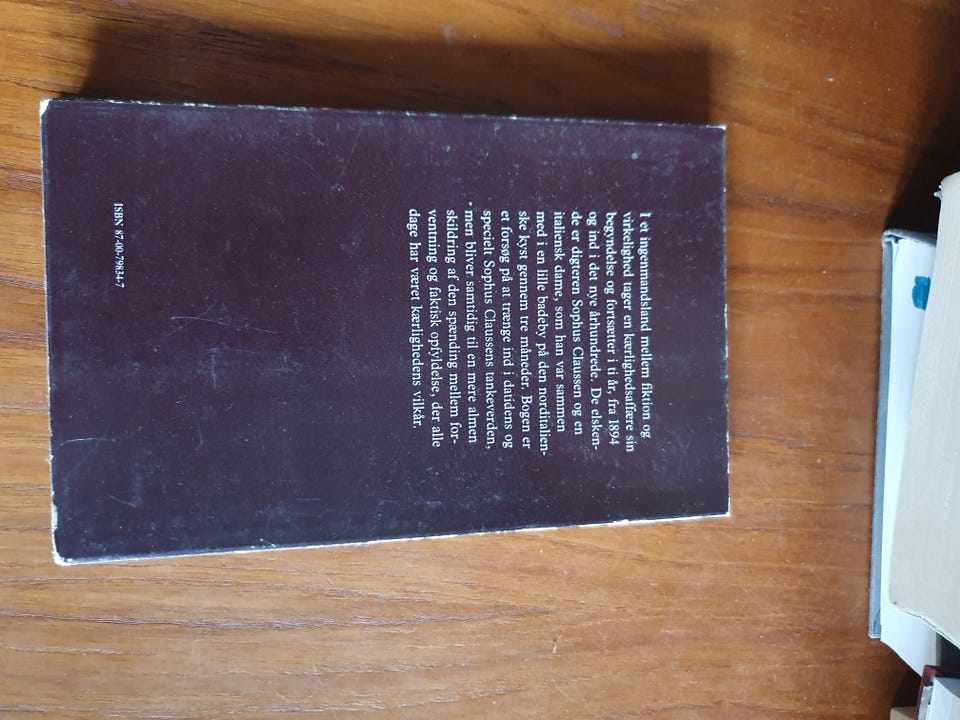 I et ingenmandsland mellem fiktion og
virkelighed tager en kærlighedsaffære sin
begyndelse og fortsætter i ti år, fra 1894
og ind i det nye århundrede. De elsken-
de er digteren Sophus Claussen og en
italiensk dame, som han var sammen
med i en lille badeby på den norditalien-
ske kyst gennem tre måneder. Bogen er
et forsøg på at trænge ind i datidens og
specielt Sophus Claussens tankeverden,
men bliver samtidig til en mere almen
skildring af den spænding mellem for-
ventning og faktisk opfyldelse, der alle
dage har været kærlighedens vilkår.
ISBN 87-00-79834-7